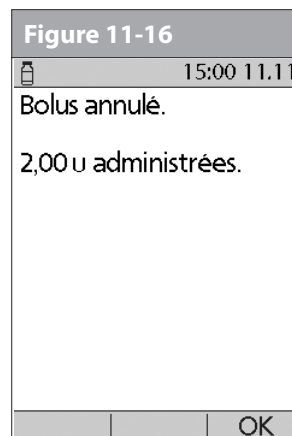 Figure 11-16
15:00 11.11
Bolus annulé.
2,00 u administrées.
OK